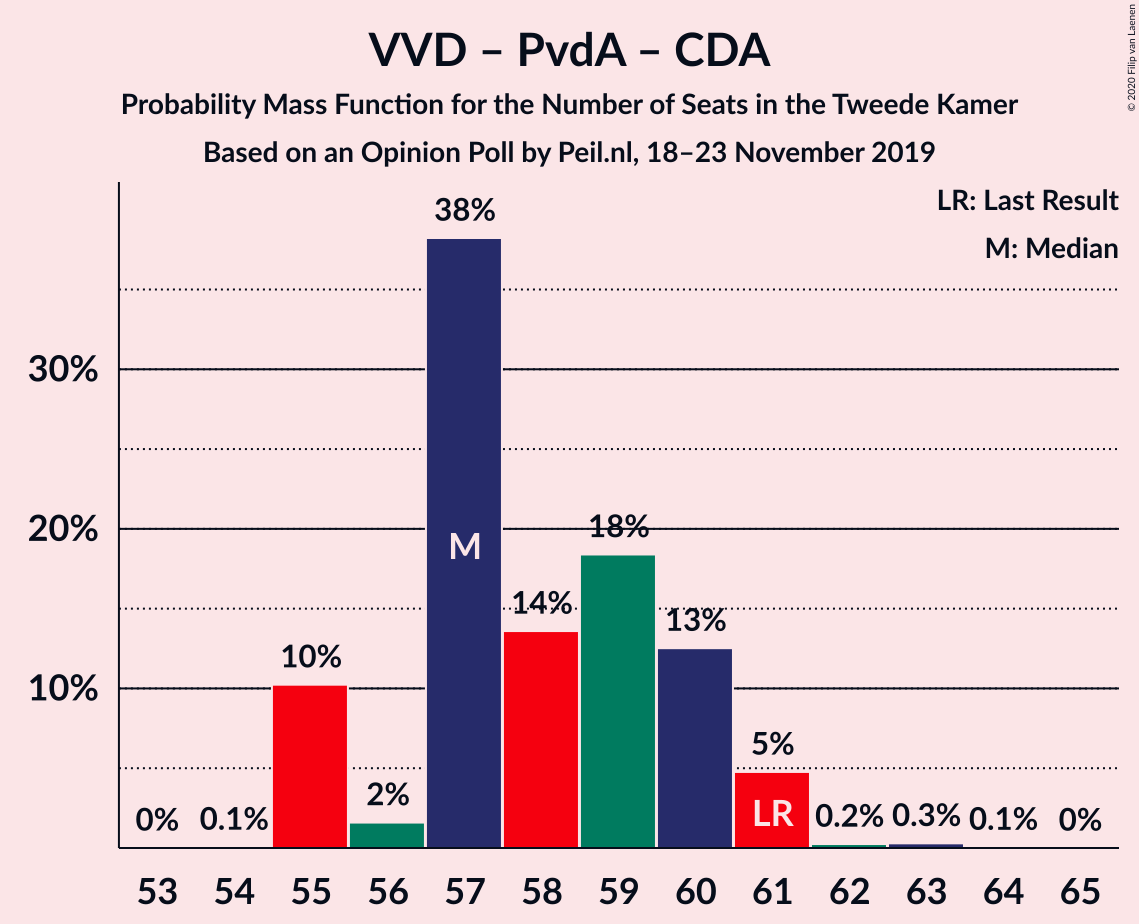 VVD – PvdA – CDA
Probability Mass Function for the Number of Seats in the Tweede Kamer
Based on an Opinion Poll by Peil.nl, 18–23 November 2019
© 2020 Filip van Laenen
LR: Last Result
M: Median
38%
30%
20%
10%
0%
0.1%
10%
2%
M
14%
18%
13%
5%
LR
0.2%
0.3%
0.1%
0%
53 54 55 56 57 58 59 60 61 62 63 64 65